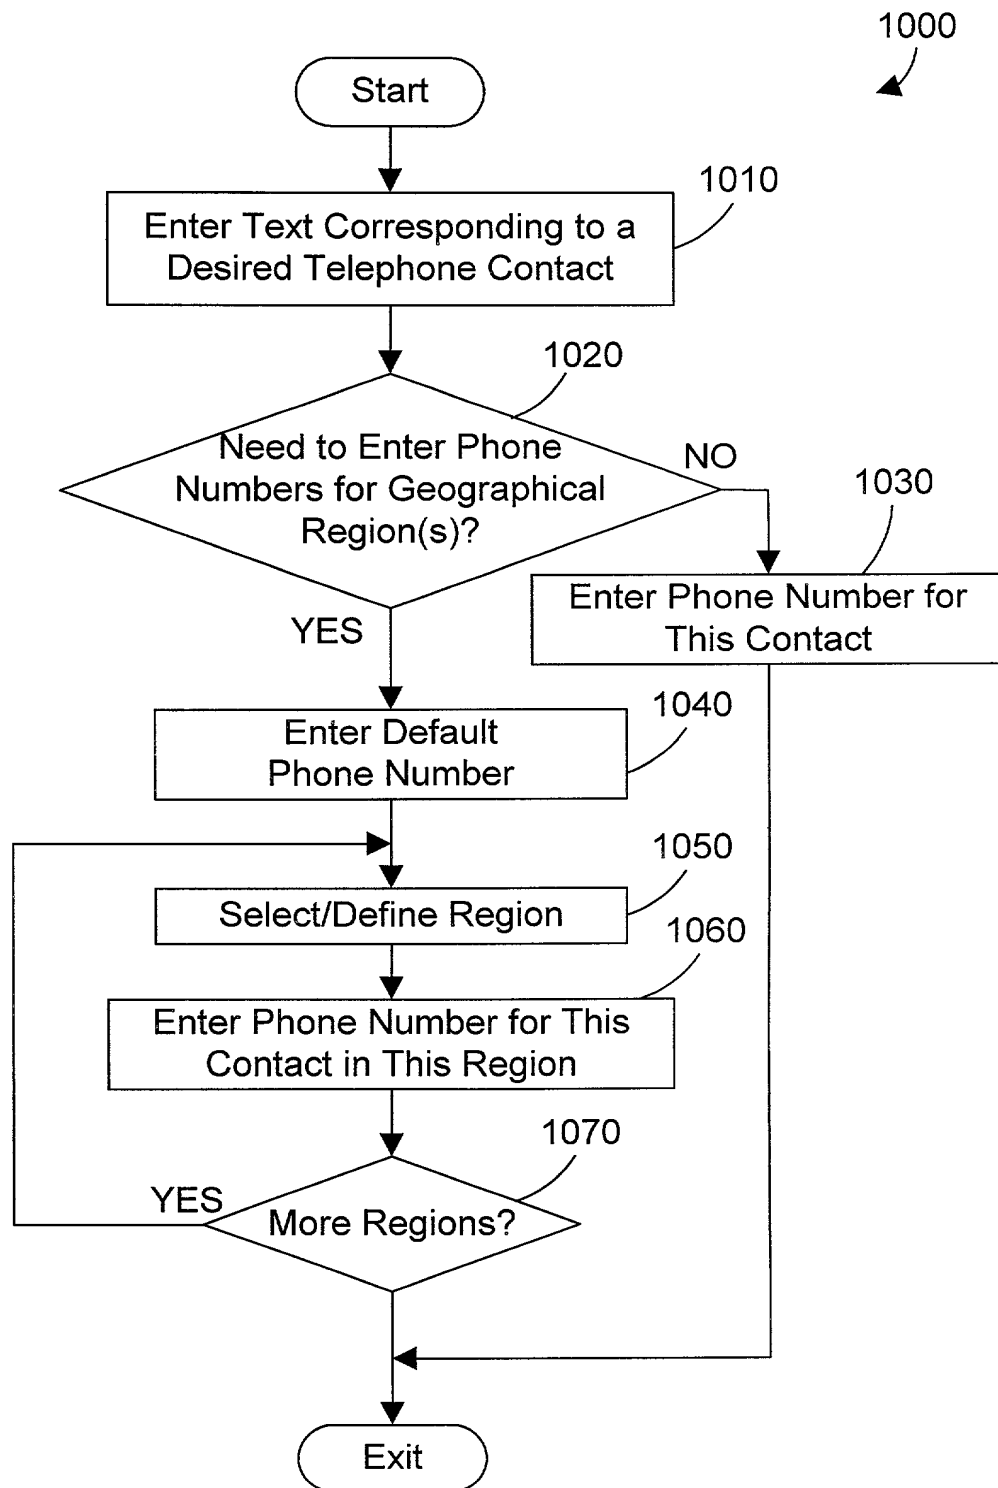 1000
Start
1010
Enter Text Corresponding to a
Desired Telephone Contact
1020
Need to Enter Phone
Numbers for Geographical
Region(s)?
NO
1030
Enter Phone Number for
This Contact
YES
1040
Enter Default
Phone Number
1050
Select/Define Region
1060
Enter Phone Number for This
Contact in This Region
1070
YES
More Regions?
Exit